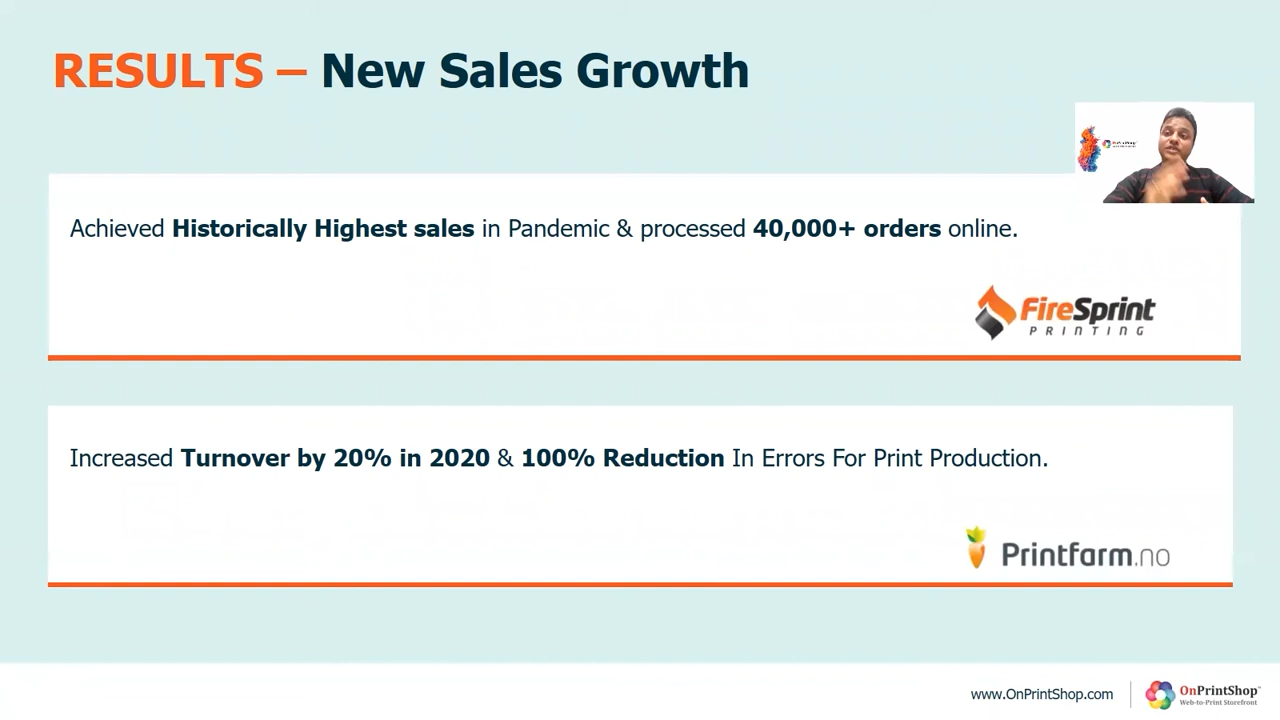 RESULTS – New Sales Growth
OnPrintShop
Achieved Historically Highest sales in Pandemic & processed 40,000+ orders online.
FireSprint
PRINTING
Increased Turnover by 20% in 2020 & 100% Reduction In Errors For Print Production.
Printfarm.no
www.OnPrintShop.com
OnPrintShop™
Web-to-Print Storefront